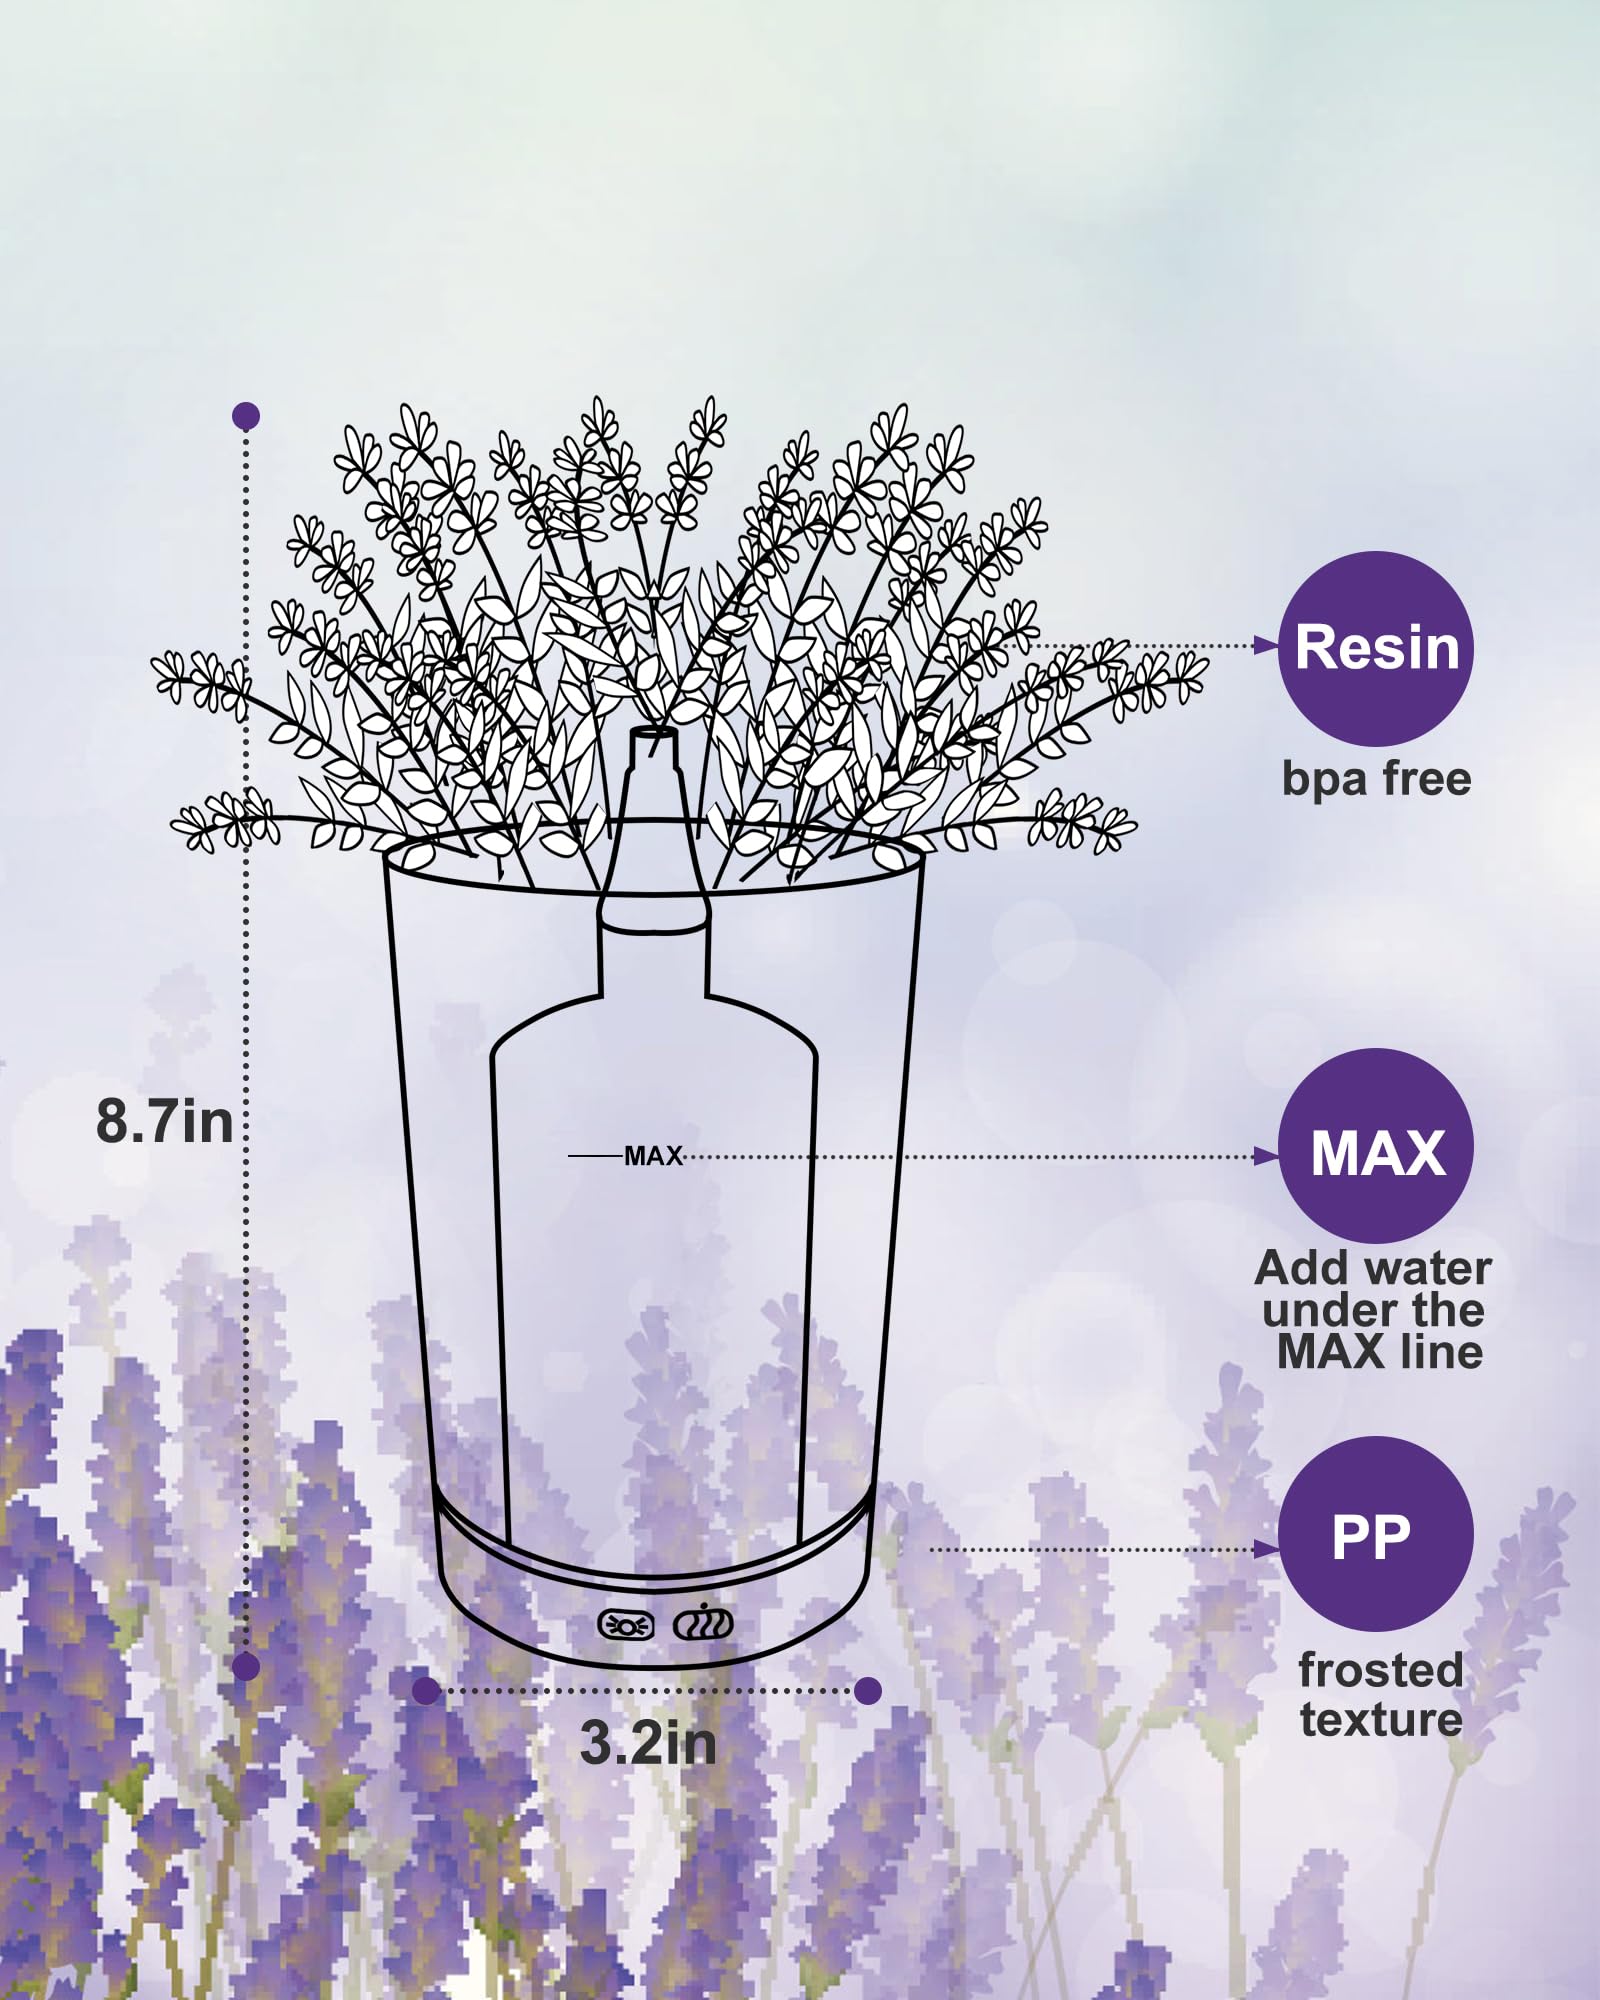 Resin
bpa free
8.7in
MAX
MAX
Add water
under the
MAX line
PP
frosted
texture
3.2in